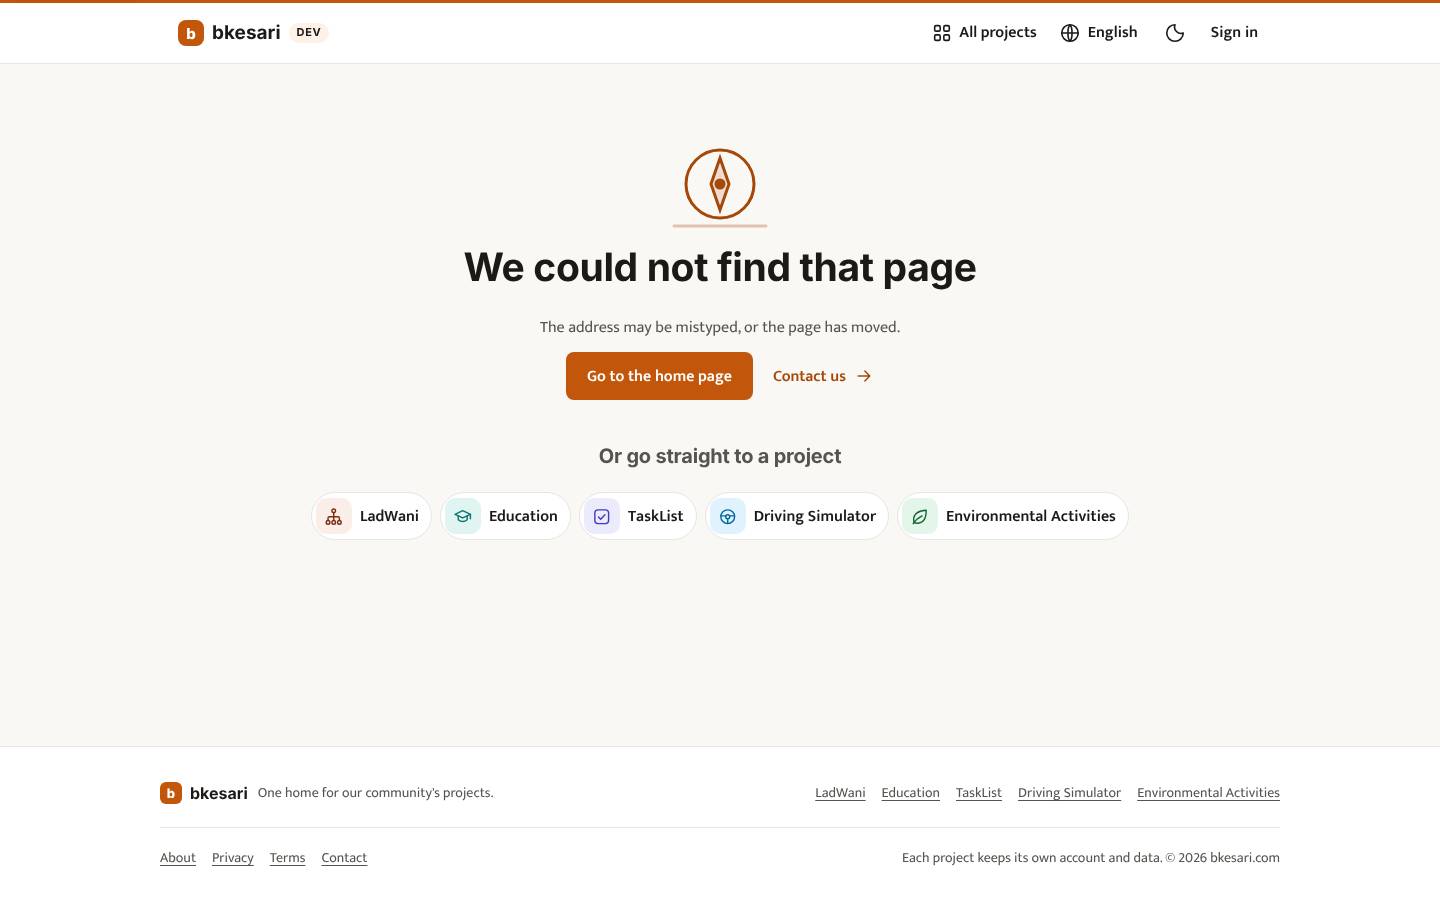 b bkesari DEV All projects English Sign in
We could not find that page
The address may be mistyped, or the page has moved.
Go to the home page Contact us
Or go straight to a project
LadWani Education TaskList Driving Simulator Environmental Activities
b bkesari One home for our community's projects. LadWani Education TaskList Driving Simulator Environmental Activities
About Privacy Terms Contact Each project keeps its own account and data. © 2026 bkesari.com